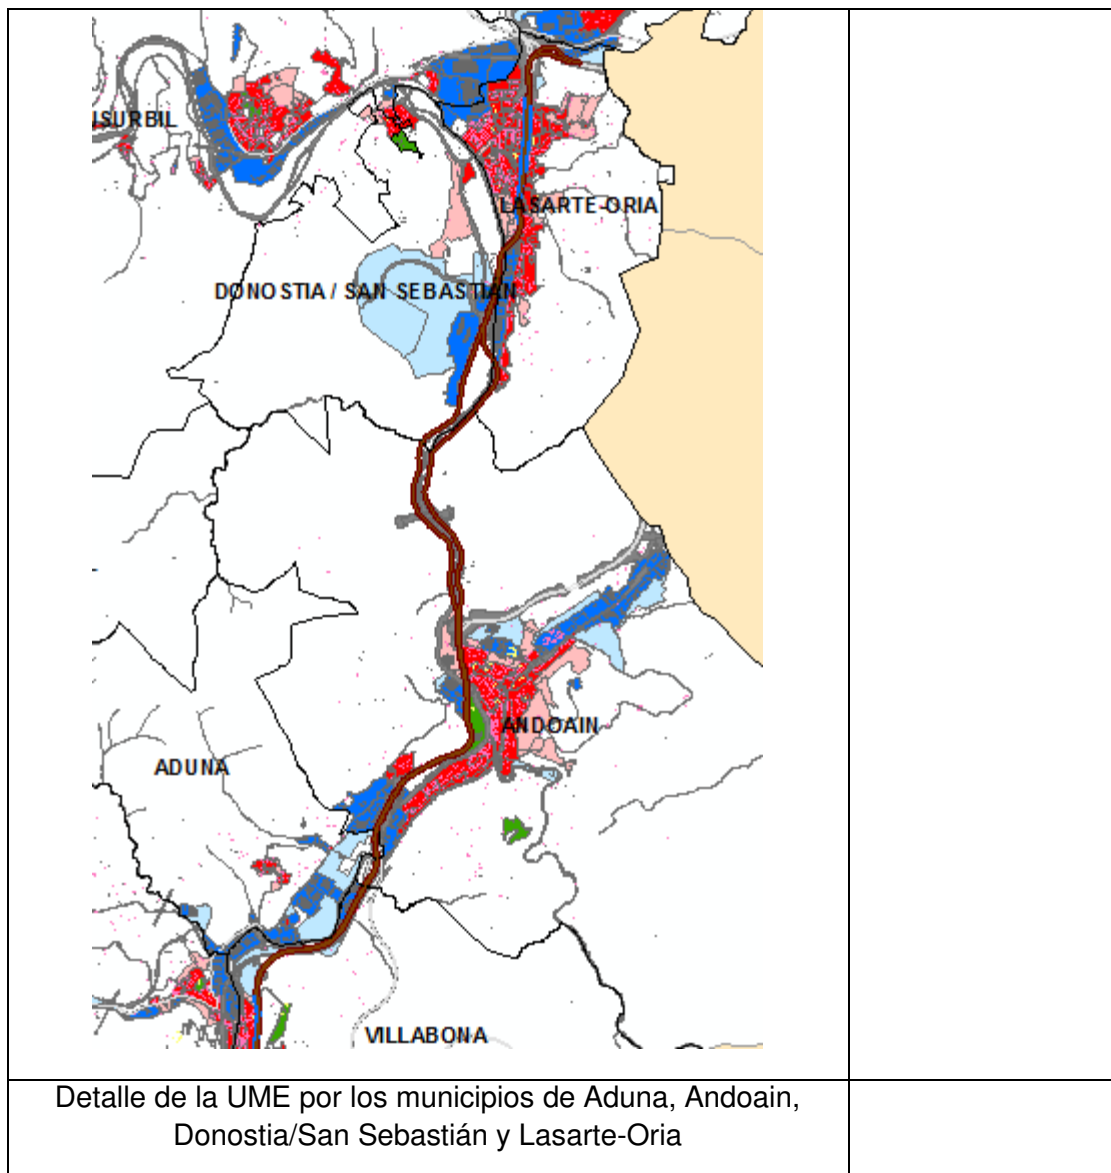 USURBIL
LASARTE-ORIA
DONOSTIA / SAN SEBASTIAN
ANDOAIN
ADUNA
VILLABONA
Detalle de la UME por los municipios de Aduna, Andoain,
Donostia/San Sebastián y Lasarte-Oria